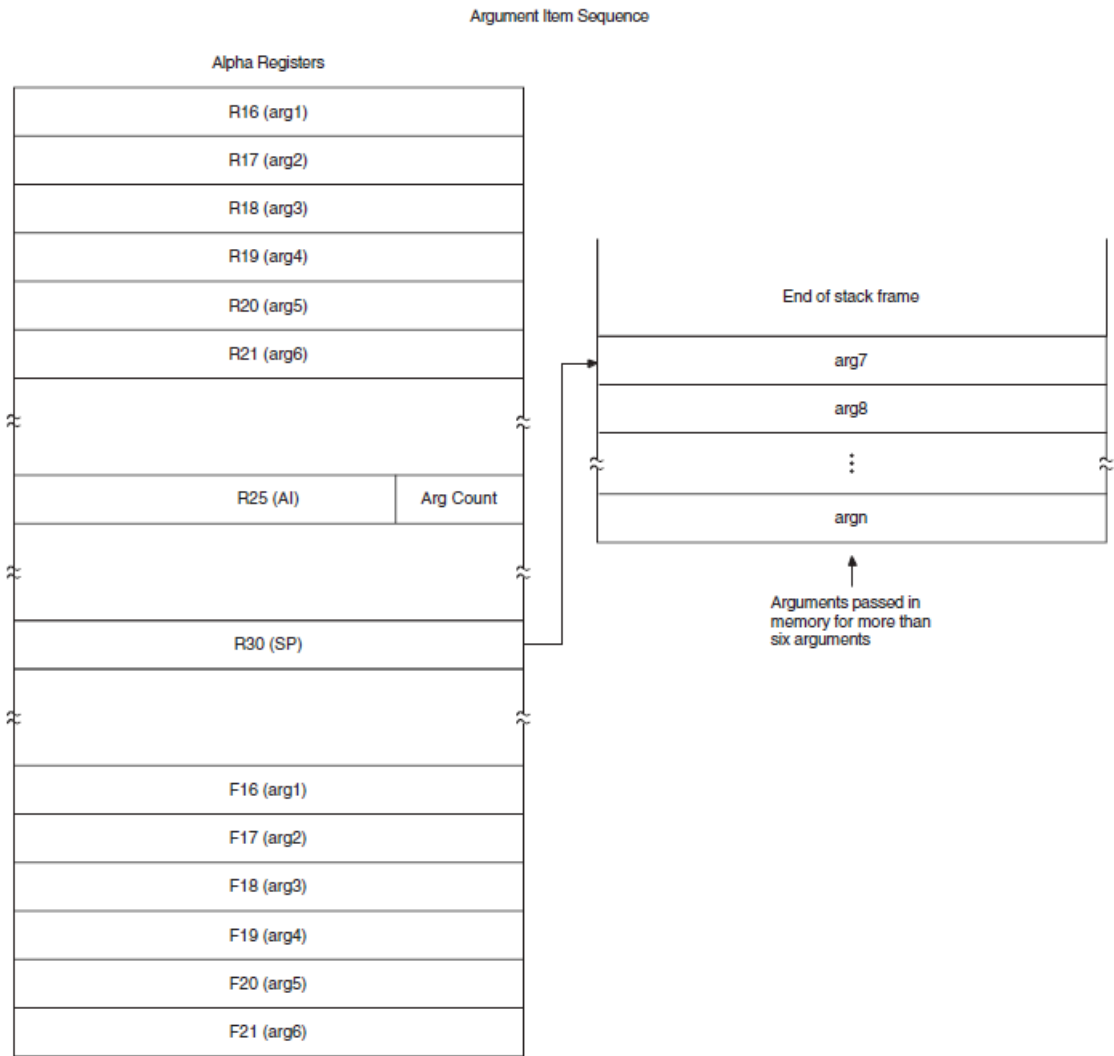 Argument Item Sequence
Alpha Registers
R16 (arg1)
R17 (arg2)
R18 (arg3)
R19 (arg4)
R20 (arg5)
R21 (arg6)
R25 (AI)
Arg Count
R30 (SP)
F16 (arg1)
F17 (arg2)
F18 (arg3)
F19 (arg4)
F20 (arg5)
F21 (arg6)
End of stack frame
arg7
arg8
⋮
argn
Arguments passed in
memory for more than
six arguments